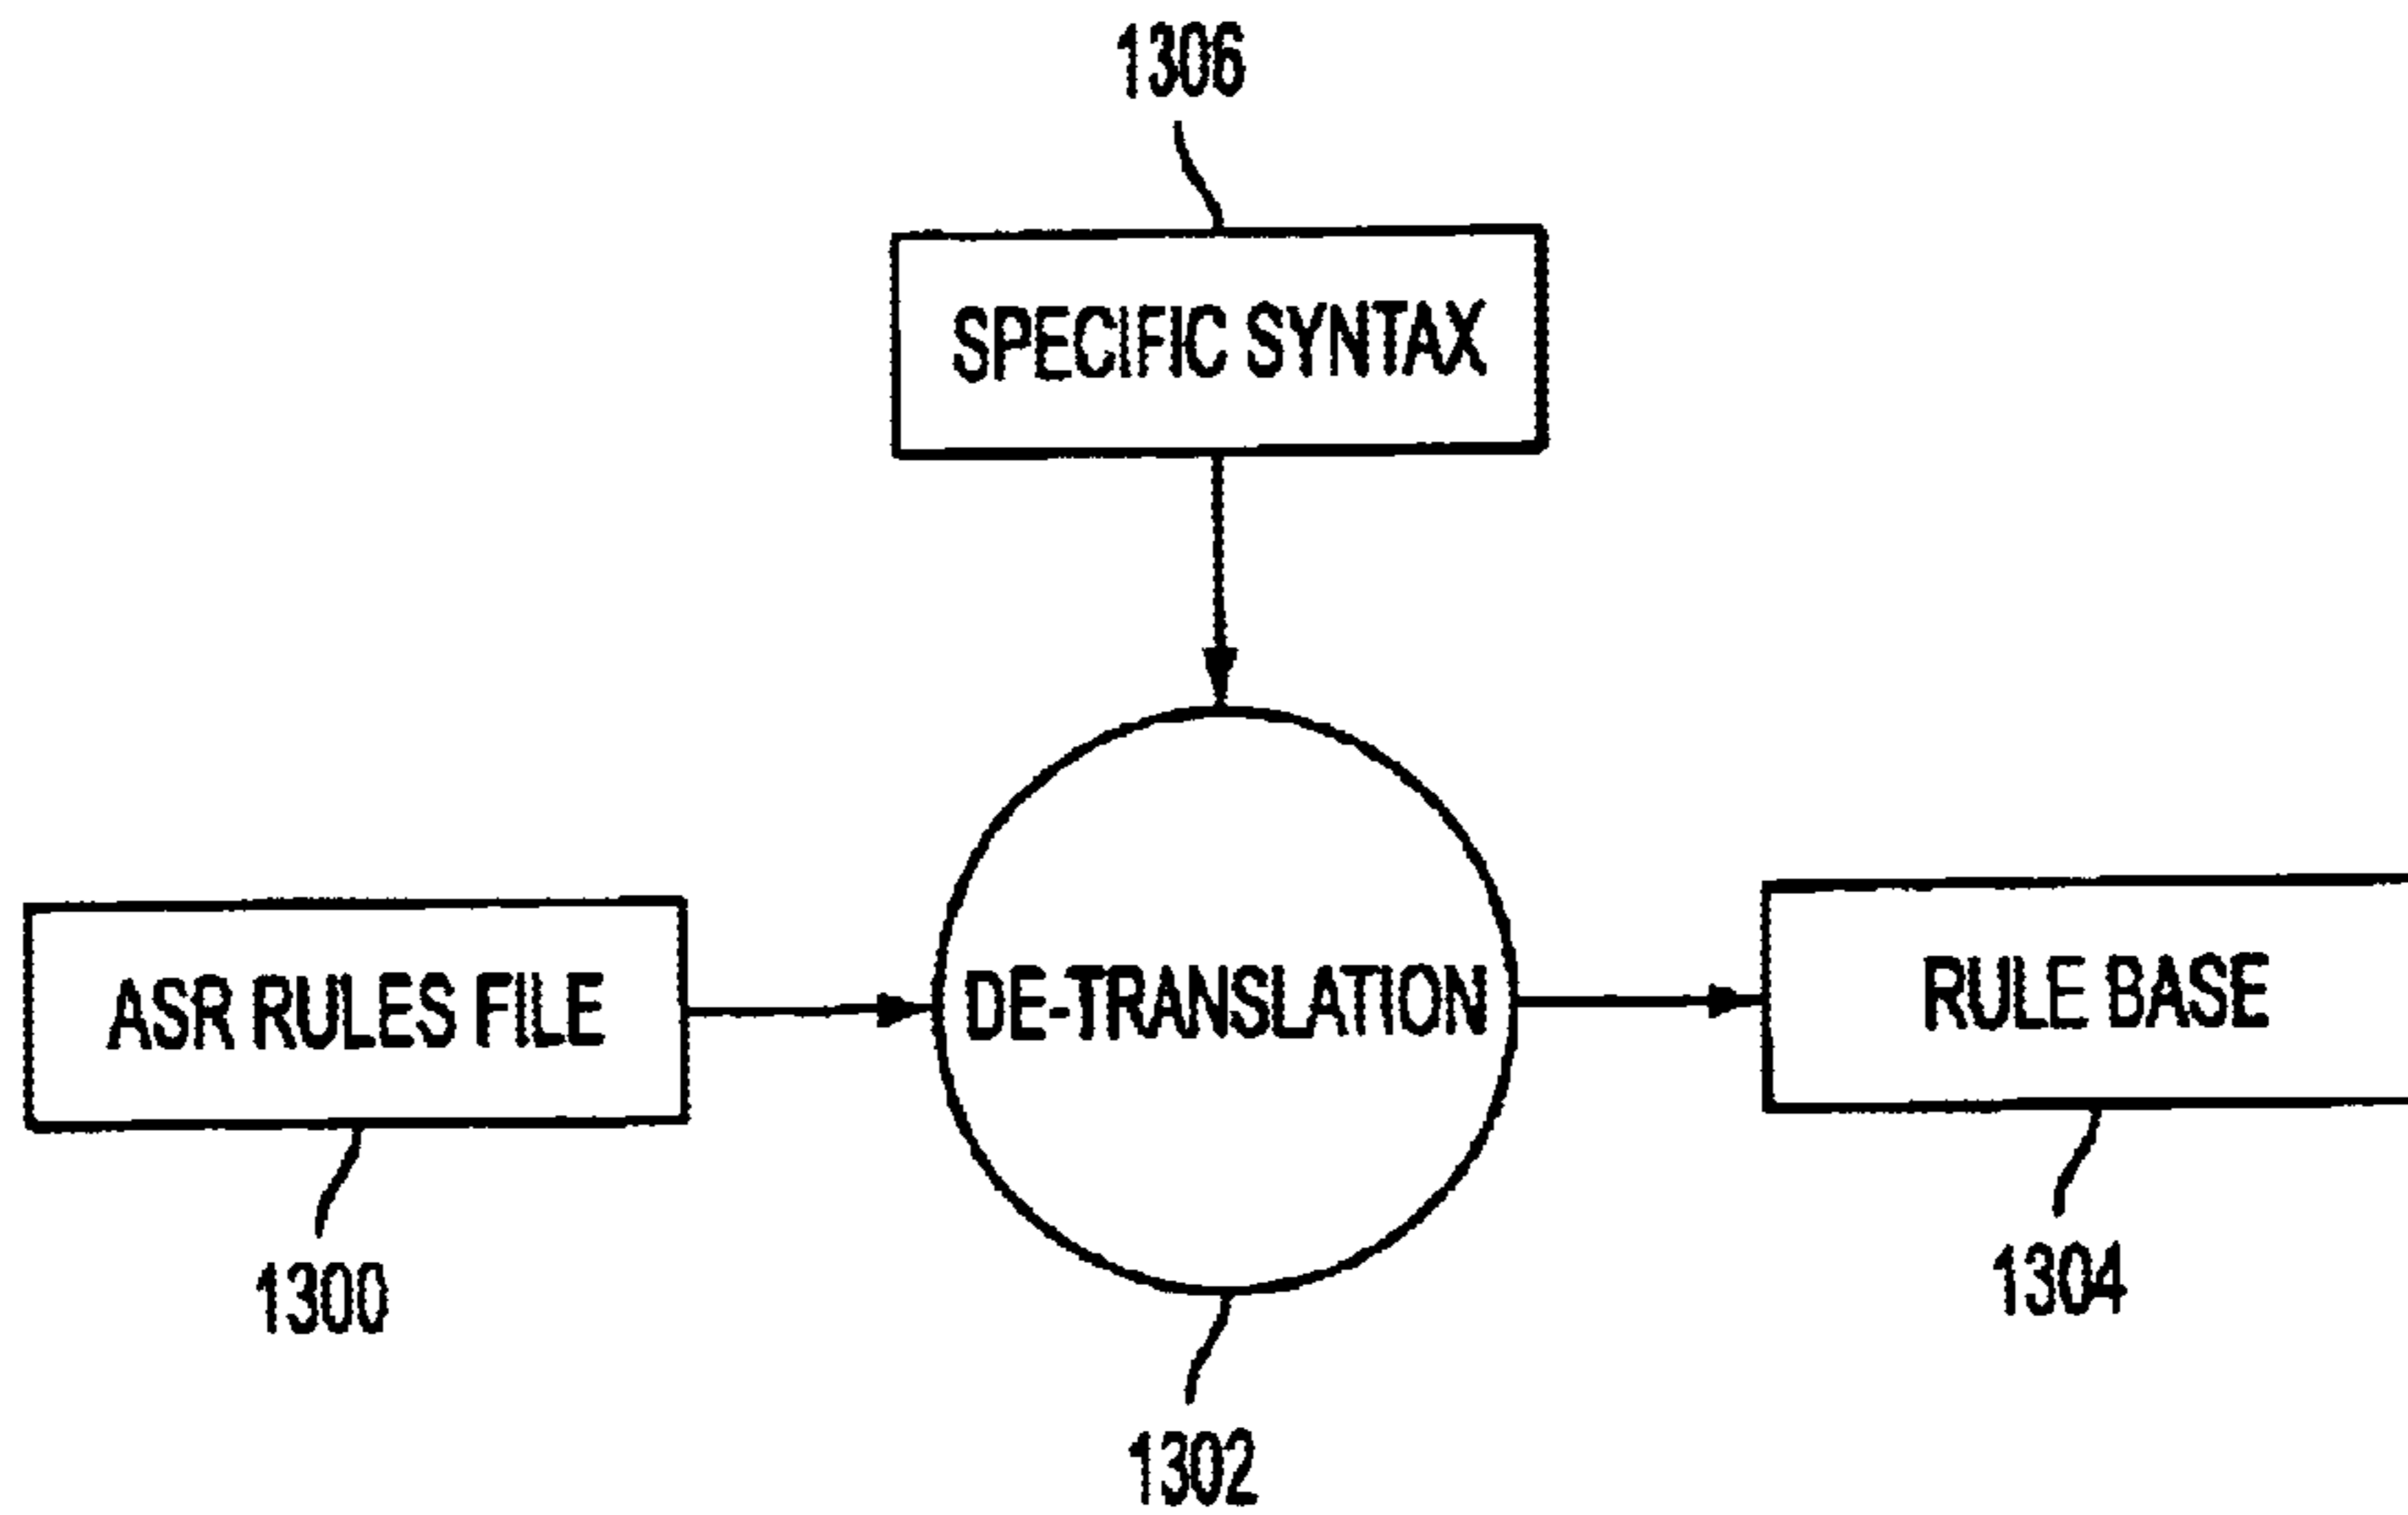 1306
SPECIFIC SYNTAX
ASR RULES FILE
DE-TRANSLATION
RULE BASE
1300
1304
1302